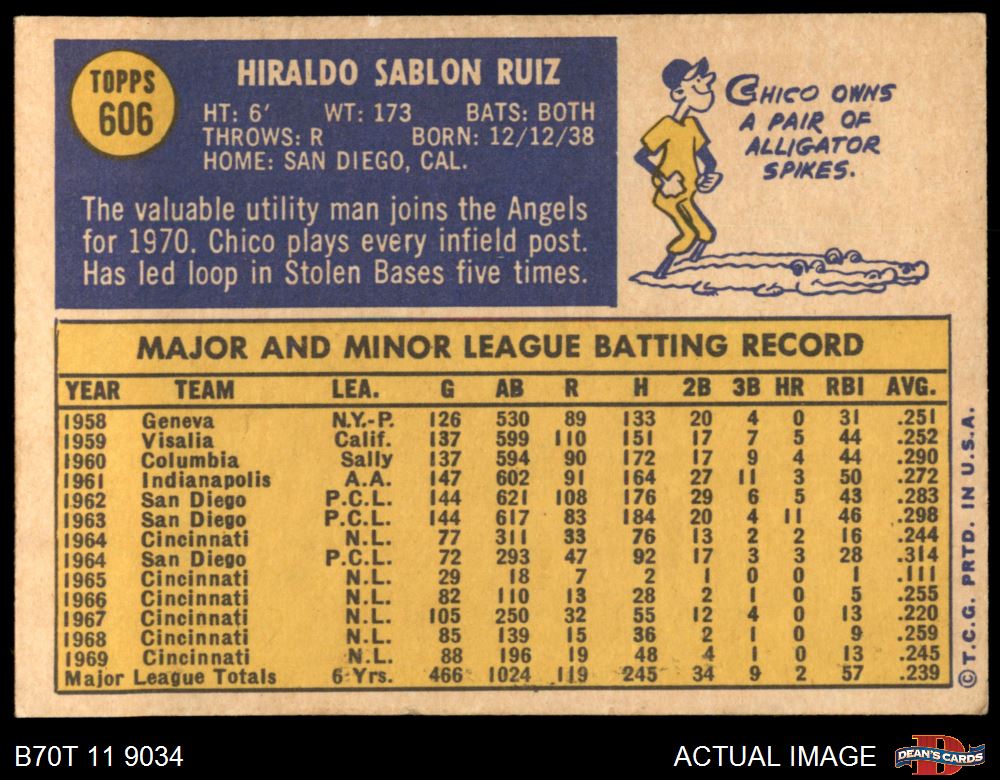 TOPPS
606
HIRALDO SABLON RUIZ
HT: 6' WT: 173 BATS: BOTH
THROWS: R BORN: 12/12/38
HOME: SAN DIEGO, CAL.
The valuable utility man joins the Angels
for 1970. Chico plays every infield post.
Has led loop in Stolen Bases five times.
CHICO OWNS
A PAIR OF
ALLIGATOR
SPIKES.
MAJOR AND MINOR LEAGUE BATTING RECORD
YEAR TEAM LEA. G AB R H 2B 3B HR RBI AVG.
1958 Geneva N.Y.-P. 126 530 89 133 20 4 0 31 .251
1959 Visalia Calif. 137 599 110 151 17 7 5 44 .252
1960 Columbia Sally 137 594 90 172 17 9 4 44 .290
1961 Indianapolis A.A. 147 602 91 164 27 11 3 50 .272
1962 San Diego P.C.L. 144 621 108 176 29 6 5 43 .283
1963 San Diego P.C.L. 144 617 83 184 20 4 11 46 .298
1964 Cincinnati N.L. 77 311 33 76 13 2 2 16 .244
1964 San Diego P.C.L. 72 293 47 92 17 3 3 28 .314
1965 Cincinnati N.L. 29 18 7 2 1 0 0 1 .111
1966 Cincinnati N.L. 82 110 13 28 2 1 0 5 .255
1967 Cincinnati N.L. 105 250 32 55 12 4 0 13 .220
1968 Cincinnati N.L. 85 139 15 36 2 1 0 9 .259
1969 Cincinnati N.L. 88 196 19 48 4 1 0 13 .245
Major League Totals 6 Yrs. 466 1024 119 245 34 9 2 57 .239
© T.C.G. PRTD. IN U.S.A.
B70T 11 9034
ACTUAL IMAGE
DEAN'S CARDS